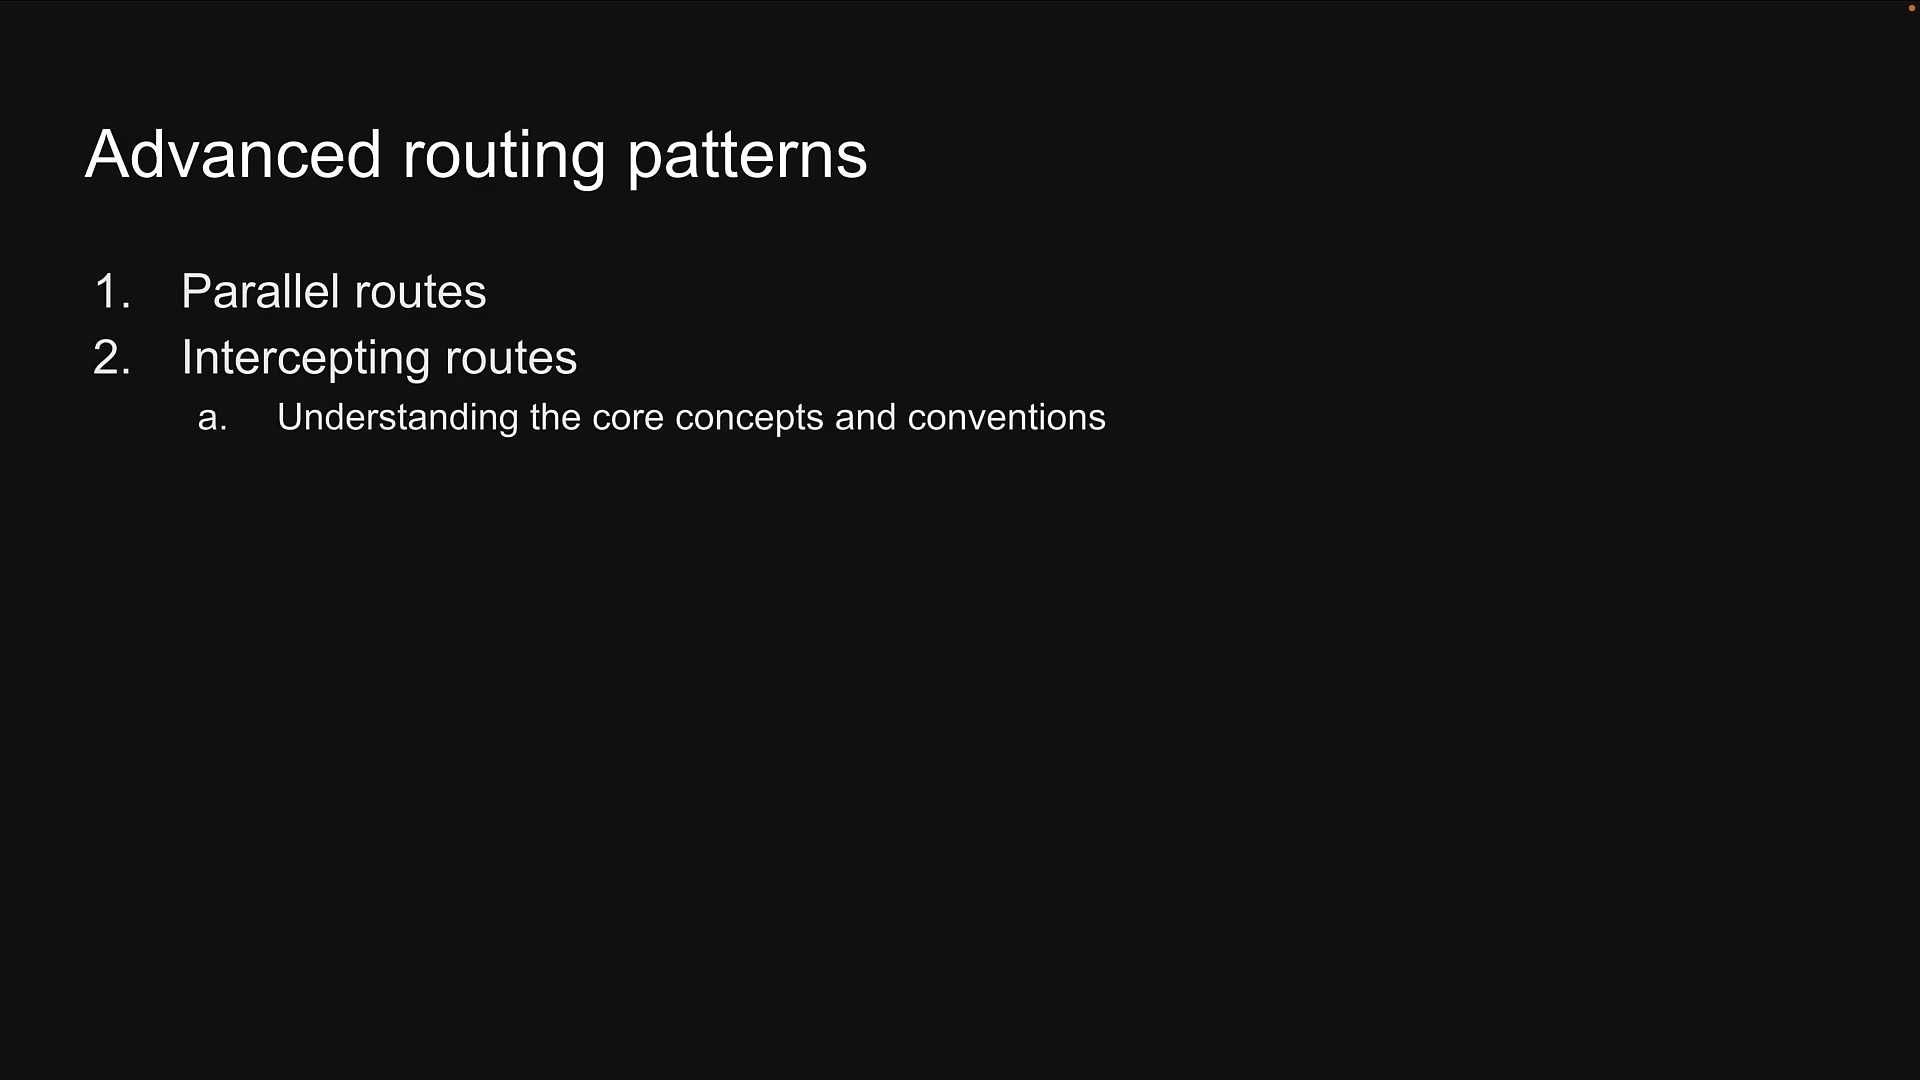 Advanced routing patterns
1. Parallel routes
2. Intercepting routes
a. Understanding the core concepts and conventions